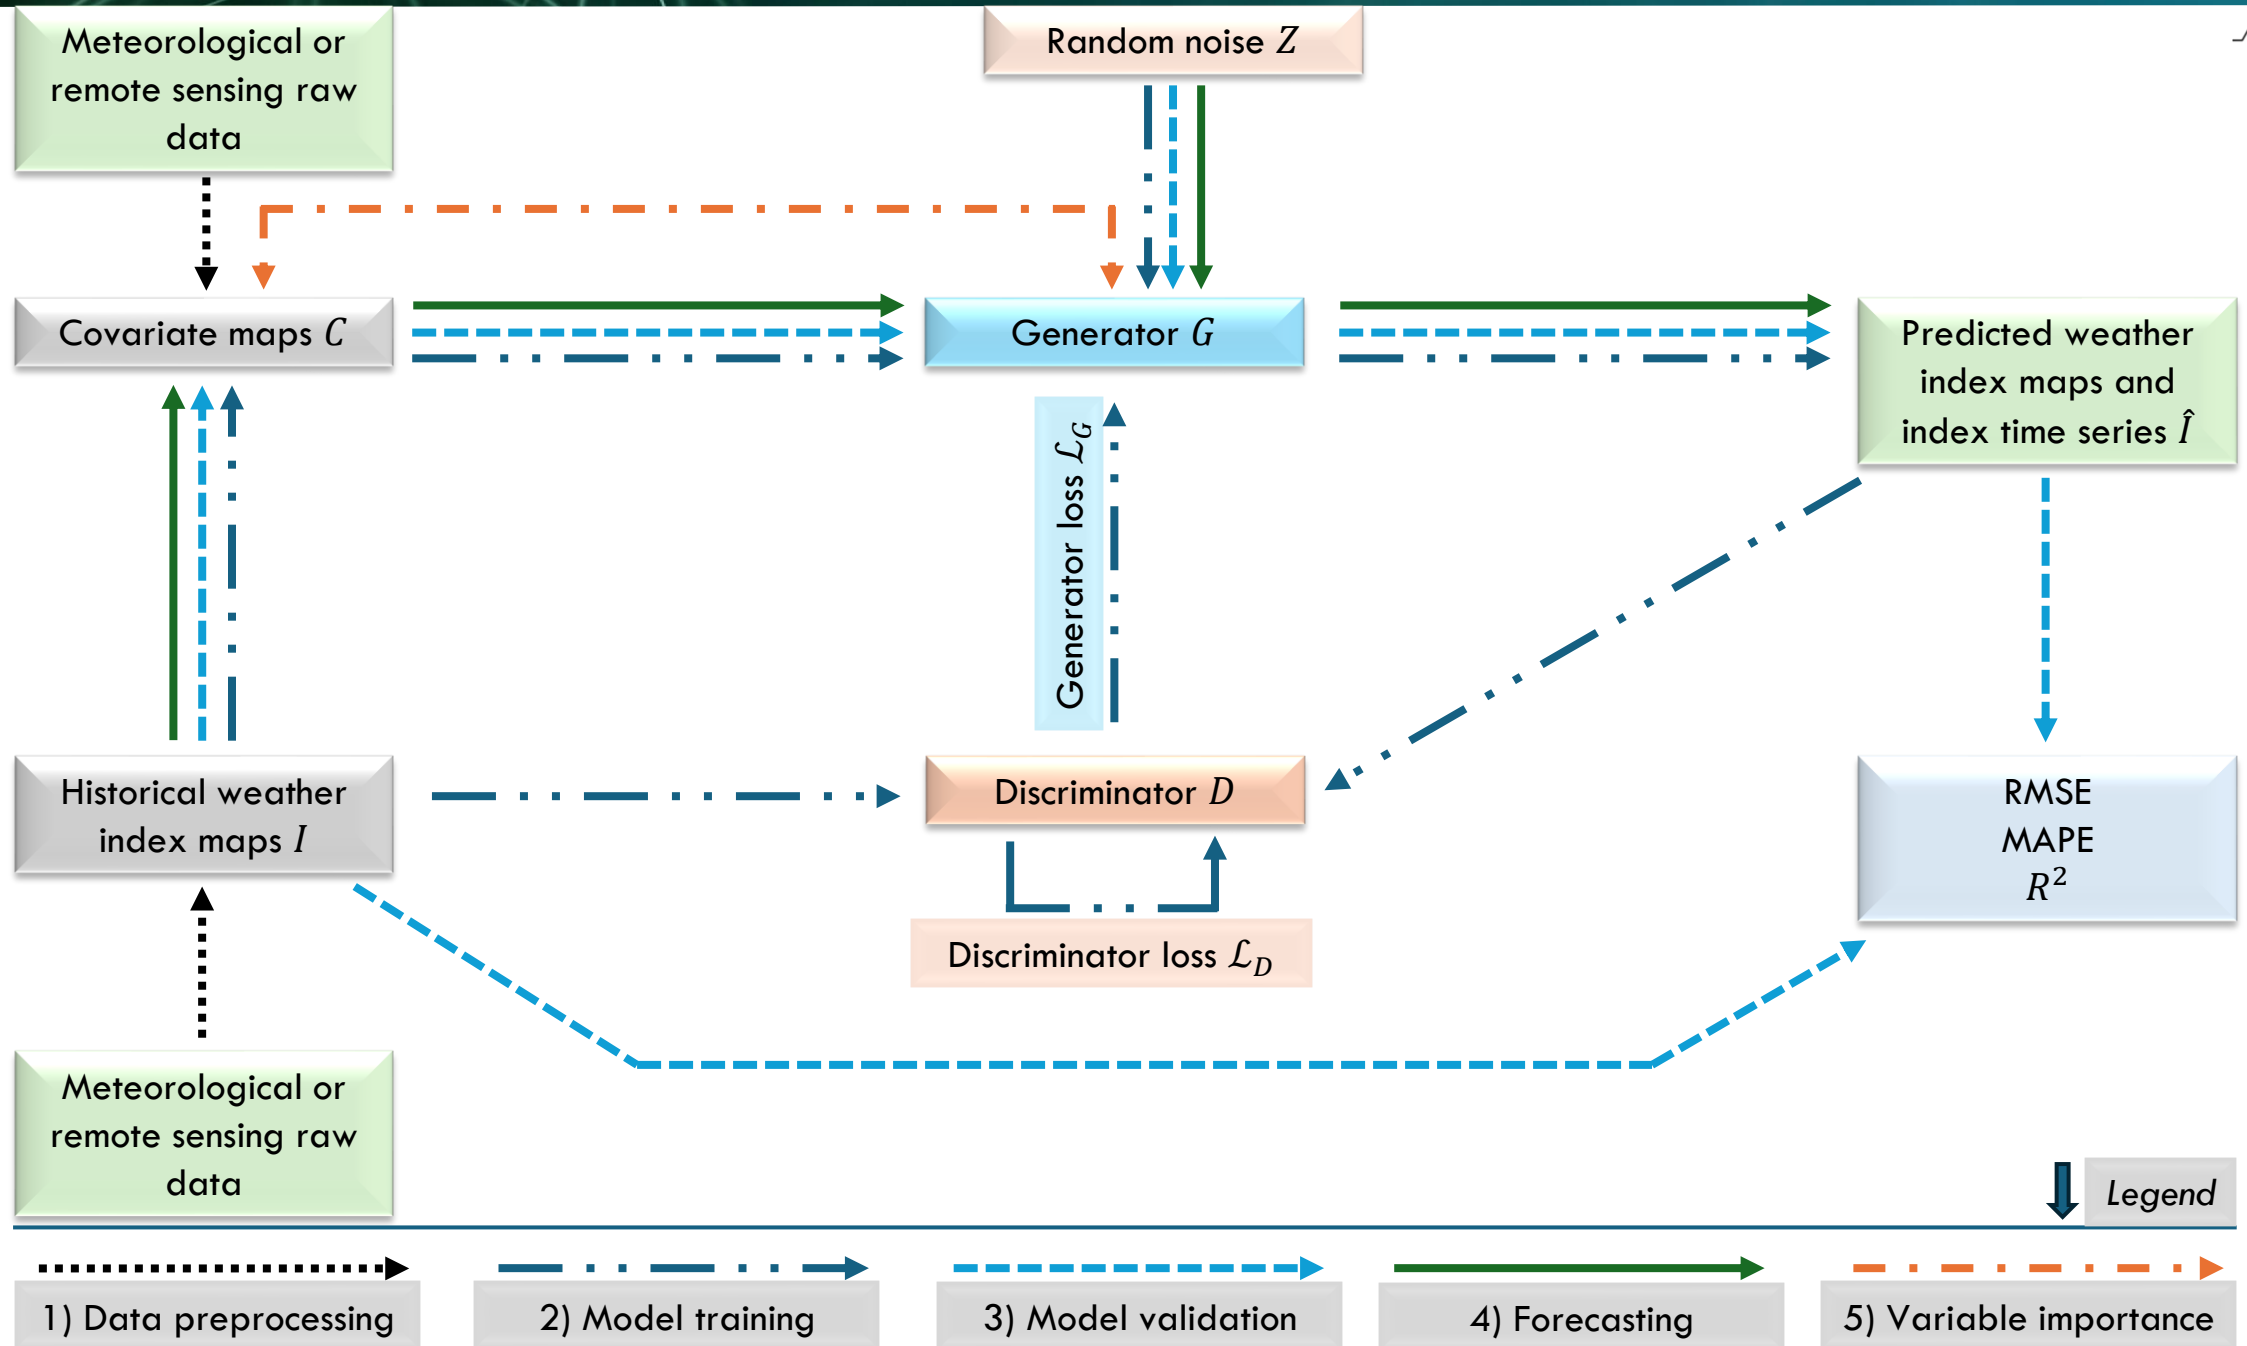 Meteorological or
remote sensing raw
data
Random noise Z
Covariate maps C
Generator G
Predicted weather
index maps and
index time series Î
Generator loss ℒ_G
Historical weather
index maps I
Discriminator D
RMSE
MAPE
R²
Discriminator loss ℒ_D
Meteorological or
remote sensing raw
data
Legend
1) Data preprocessing
2) Model training
3) Model validation
4) Forecasting
5) Variable importance